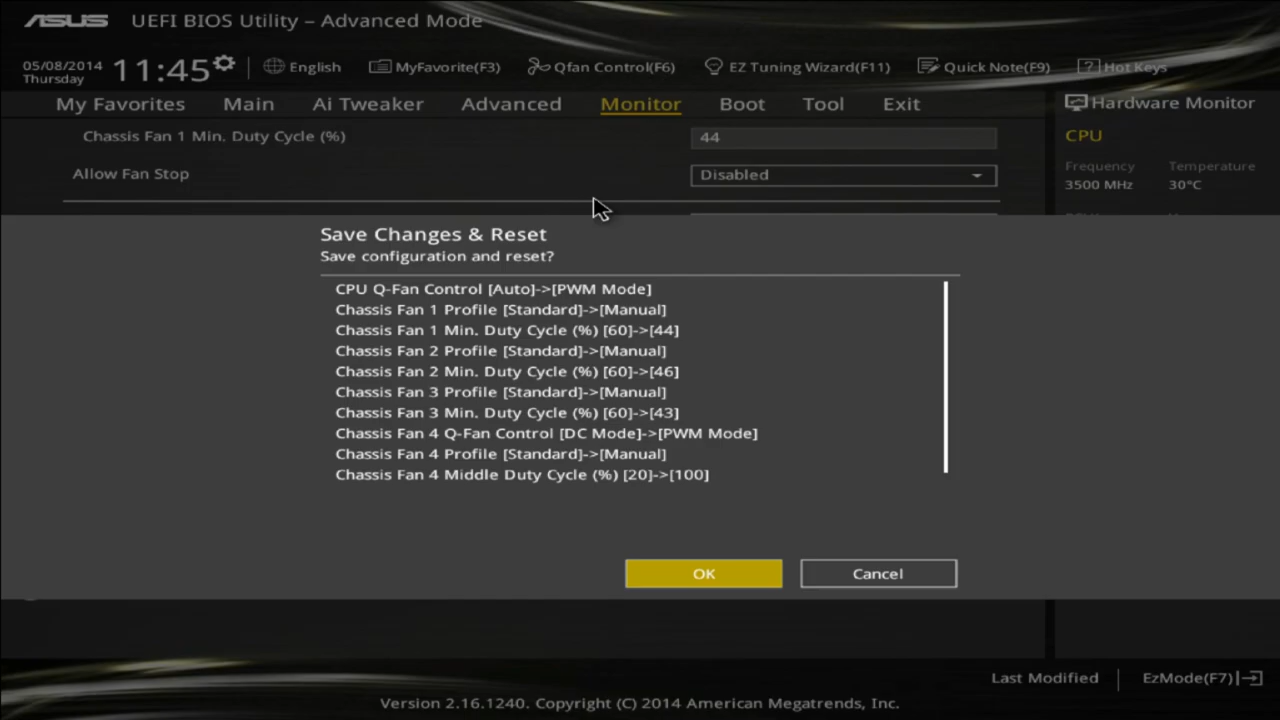 ASUS UEFI BIOS Utility – Advanced Mode
05/08/2014
Thursday
11:45
English MyFavorite(F3) Qfan Control(F6) EZ Tuning Wizard(F11) Quick Note(F9) ? Hot Keys
My Favorites Main Ai Tweaker Advanced Monitor Boot Tool Exit
Hardware Monitor
Chassis Fan 1 Min. Duty Cycle (%) 44
CPU
Allow Fan Stop Disabled
Frequency Temperature
3500 MHz 30°C
Save Changes & Reset
Save configuration and reset?
CPU Q-Fan Control [Auto]->[PWM Mode]
Chassis Fan 1 Profile [Standard]->[Manual]
Chassis Fan 1 Min. Duty Cycle (%) [60]->[44]
Chassis Fan 2 Profile [Standard]->[Manual]
Chassis Fan 2 Min. Duty Cycle (%) [60]->[46]
Chassis Fan 3 Profile [Standard]->[Manual]
Chassis Fan 3 Min. Duty Cycle (%) [60]->[43]
Chassis Fan 4 Q-Fan Control [DC Mode]->[PWM Mode]
Chassis Fan 4 Profile [Standard]->[Manual]
Chassis Fan 4 Middle Duty Cycle (%) [20]->[100]
OK Cancel
Last Modified EzMode(F7)
Version 2.16.1240. Copyright (C) 2014 American Megatrends, Inc.